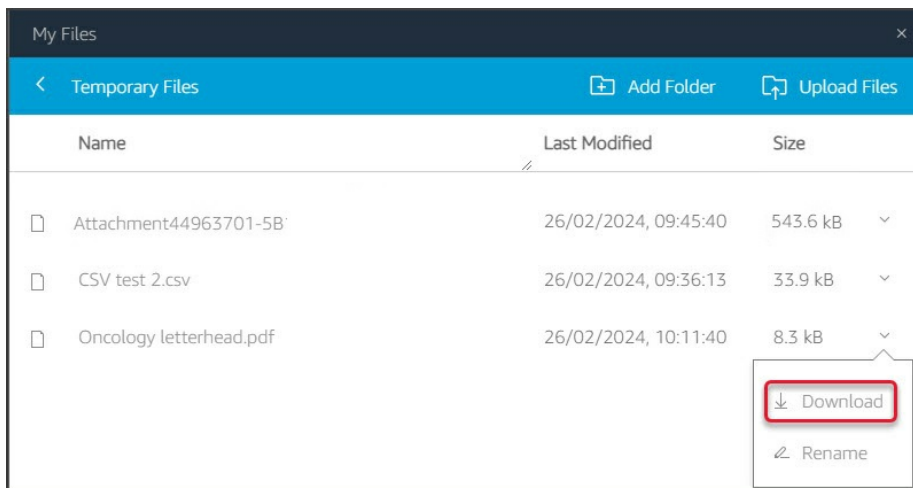 My Files
Temporary Files Add Folder Upload Files
Name Last Modified Size
Attachment44963701-5B 26/02/2024, 09:45:40 543.6 kB
CSV test 2.csv 26/02/2024, 09:36:13 33.9 kB
Oncology letterhead.pdf 26/02/2024, 10:11:40 8.3 kB
Download
Rename